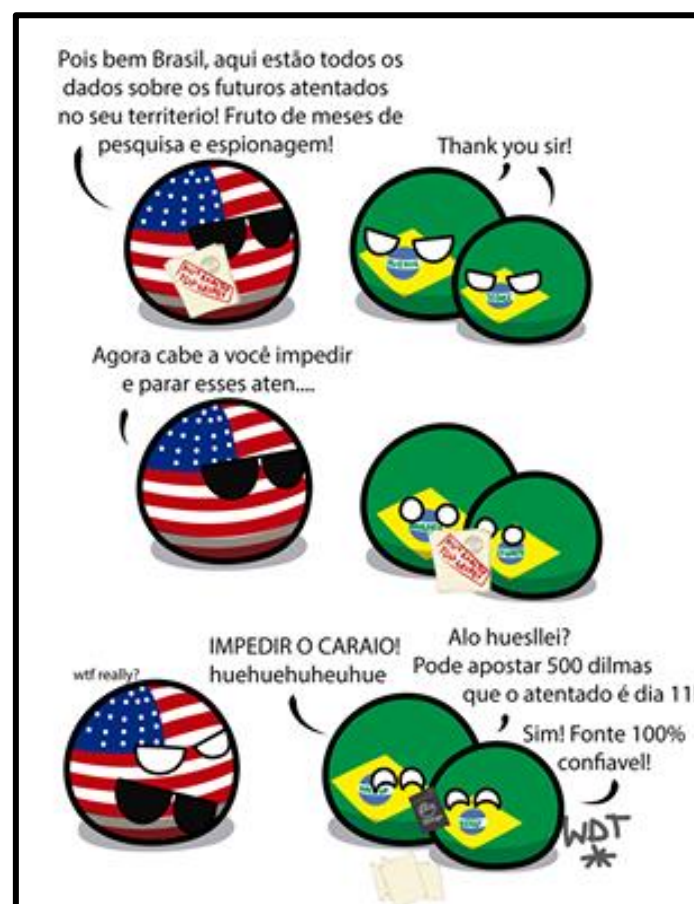 Pois bem Brasil, aqui estão todos os
dados sobre os futuros atentados
no seu territerio! Fruto de meses de
pesquisa e espionagem!
Thank you sir!
Agora cabe a você impedir
e parar esses aten....
wtf really?
IMPEDIR O CARAIO!
huehuehuheuhue
Alo huesllei?
Pode apostar 500 dilmas
que o atentado é dia 11
Sim! Fonte 100%
confiavel!
WDT